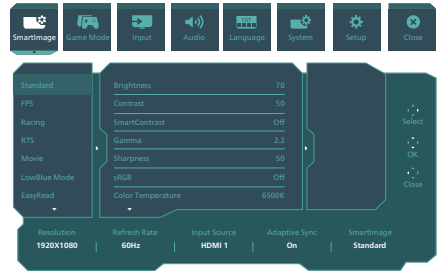 SmartImage
Game Mode
Input
Audio
TXT
Language
System
Setup
Close
Standard
FPS
Racing
RTS
Movie
LowBlue Mode
EasyRead
Brightness 70
Contrast 50
SmartContrast Off
Gamma 2.2
Sharpness 50
sRGB Off
Color Temperature 6500K
Select
OK
Close
Resolution Refresh Rate Input Source Adaptive Sync SmartImage
1920X1080 | 60Hz | HDMI 1 | On | Standard